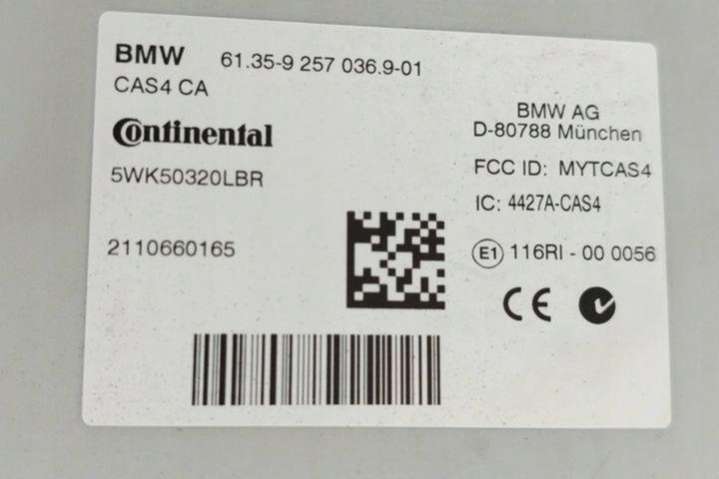 BMW 61.35-9 257 036.9-01
CAS4 CA
Continental
5WK50320LBR
2110660165
BMW AG
D-80788 München
FCC ID: MYTCAS4
IC: 4427A-CAS4
E1 116RI - 00 0056
CE